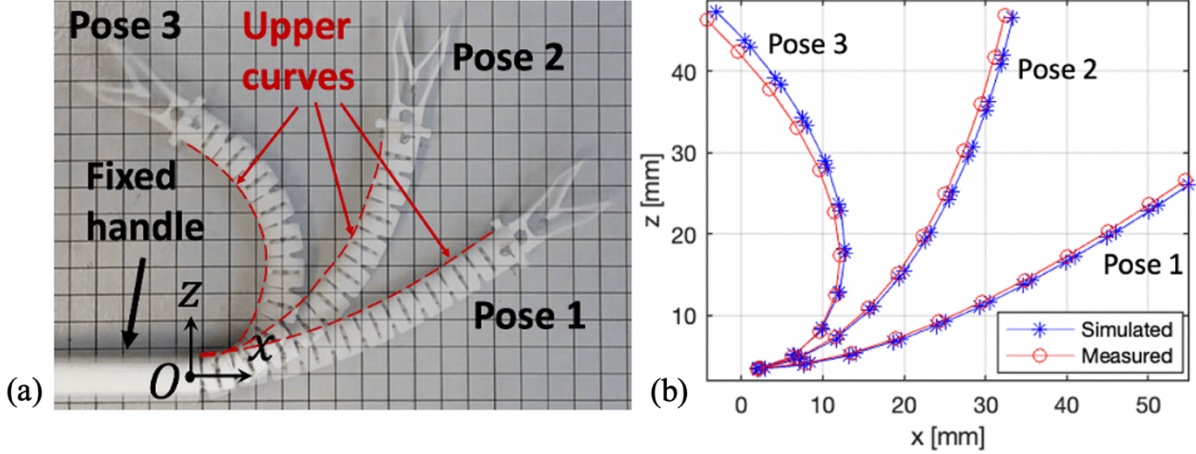 Pose 3
Upper
curves
Pose 2
Fixed
handle
z
x
O
Pose 1
(a)
Pose 3
Pose 2
Pose 1
40
30
20
10
z [mm]
0 10 20 30 40 50
x [mm]
Simulated
Measured
(b)